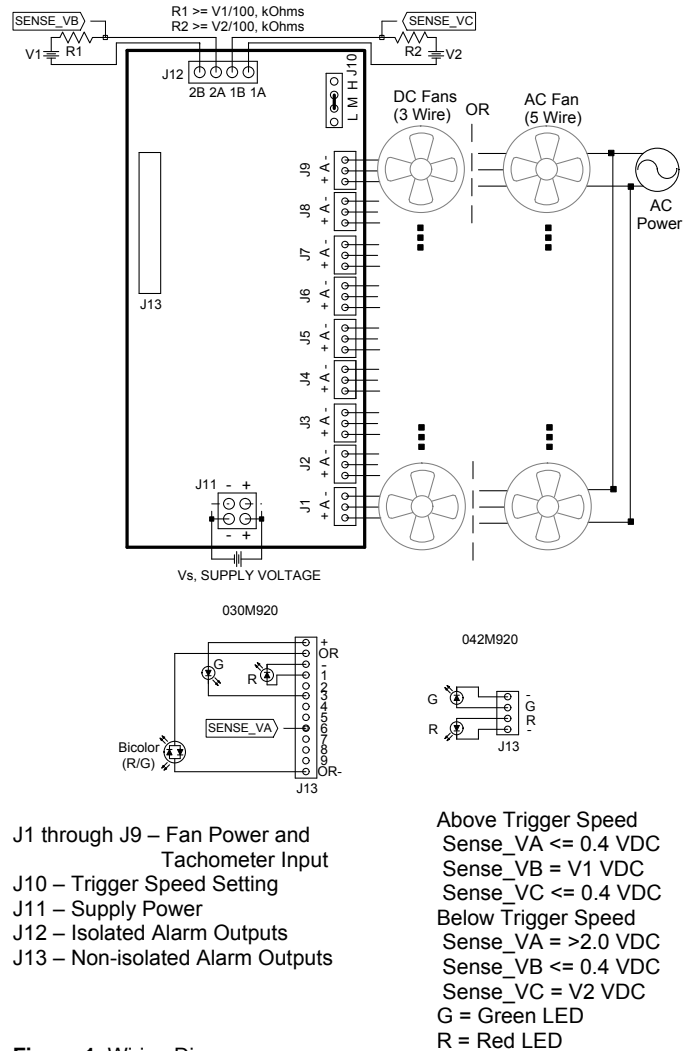 R1 >= V1/100, kOhms
R2 >= V2/100, kOhms
SENSE_VB
SENSE_VC
V1
R1
R2
V2
J12
2B 2A 1B 1A
L M H
J10
DC Fans
(3 Wire)
OR
AC Fan
(5 Wire)
AC
Power
J9
+ A -
J8
+ A -
J7
+ A -
J6
+ A -
J5
+ A -
J4
+ A -
J3
+ A -
J2
+ A -
J1
+ A -
J13
J11
- +
- +
Vs, SUPPLY VOLTAGE
030M920
G
R
SENSE_VA
Bicolor
(R/G)
+
OR
-
1
2
3
4
5
6
7
8
9
OR-
J13
042M920
G
R
-
G
R
-
J13
J1 through J9 – Fan Power and
Tachometer Input
J10 – Trigger Speed Setting
J11 – Supply Power
J12 – Isolated Alarm Outputs
J13 – Non-isolated Alarm Outputs
Above Trigger Speed
Sense_VA <= 0.4 VDC
Sense_VB = V1 VDC
Sense_VC <= 0.4 VDC
Below Trigger Speed
Sense_VA = >2.0 VDC
Sense_VB <= 0.4 VDC
Sense_VC = V2 VDC
G = Green LED
R = Red LED